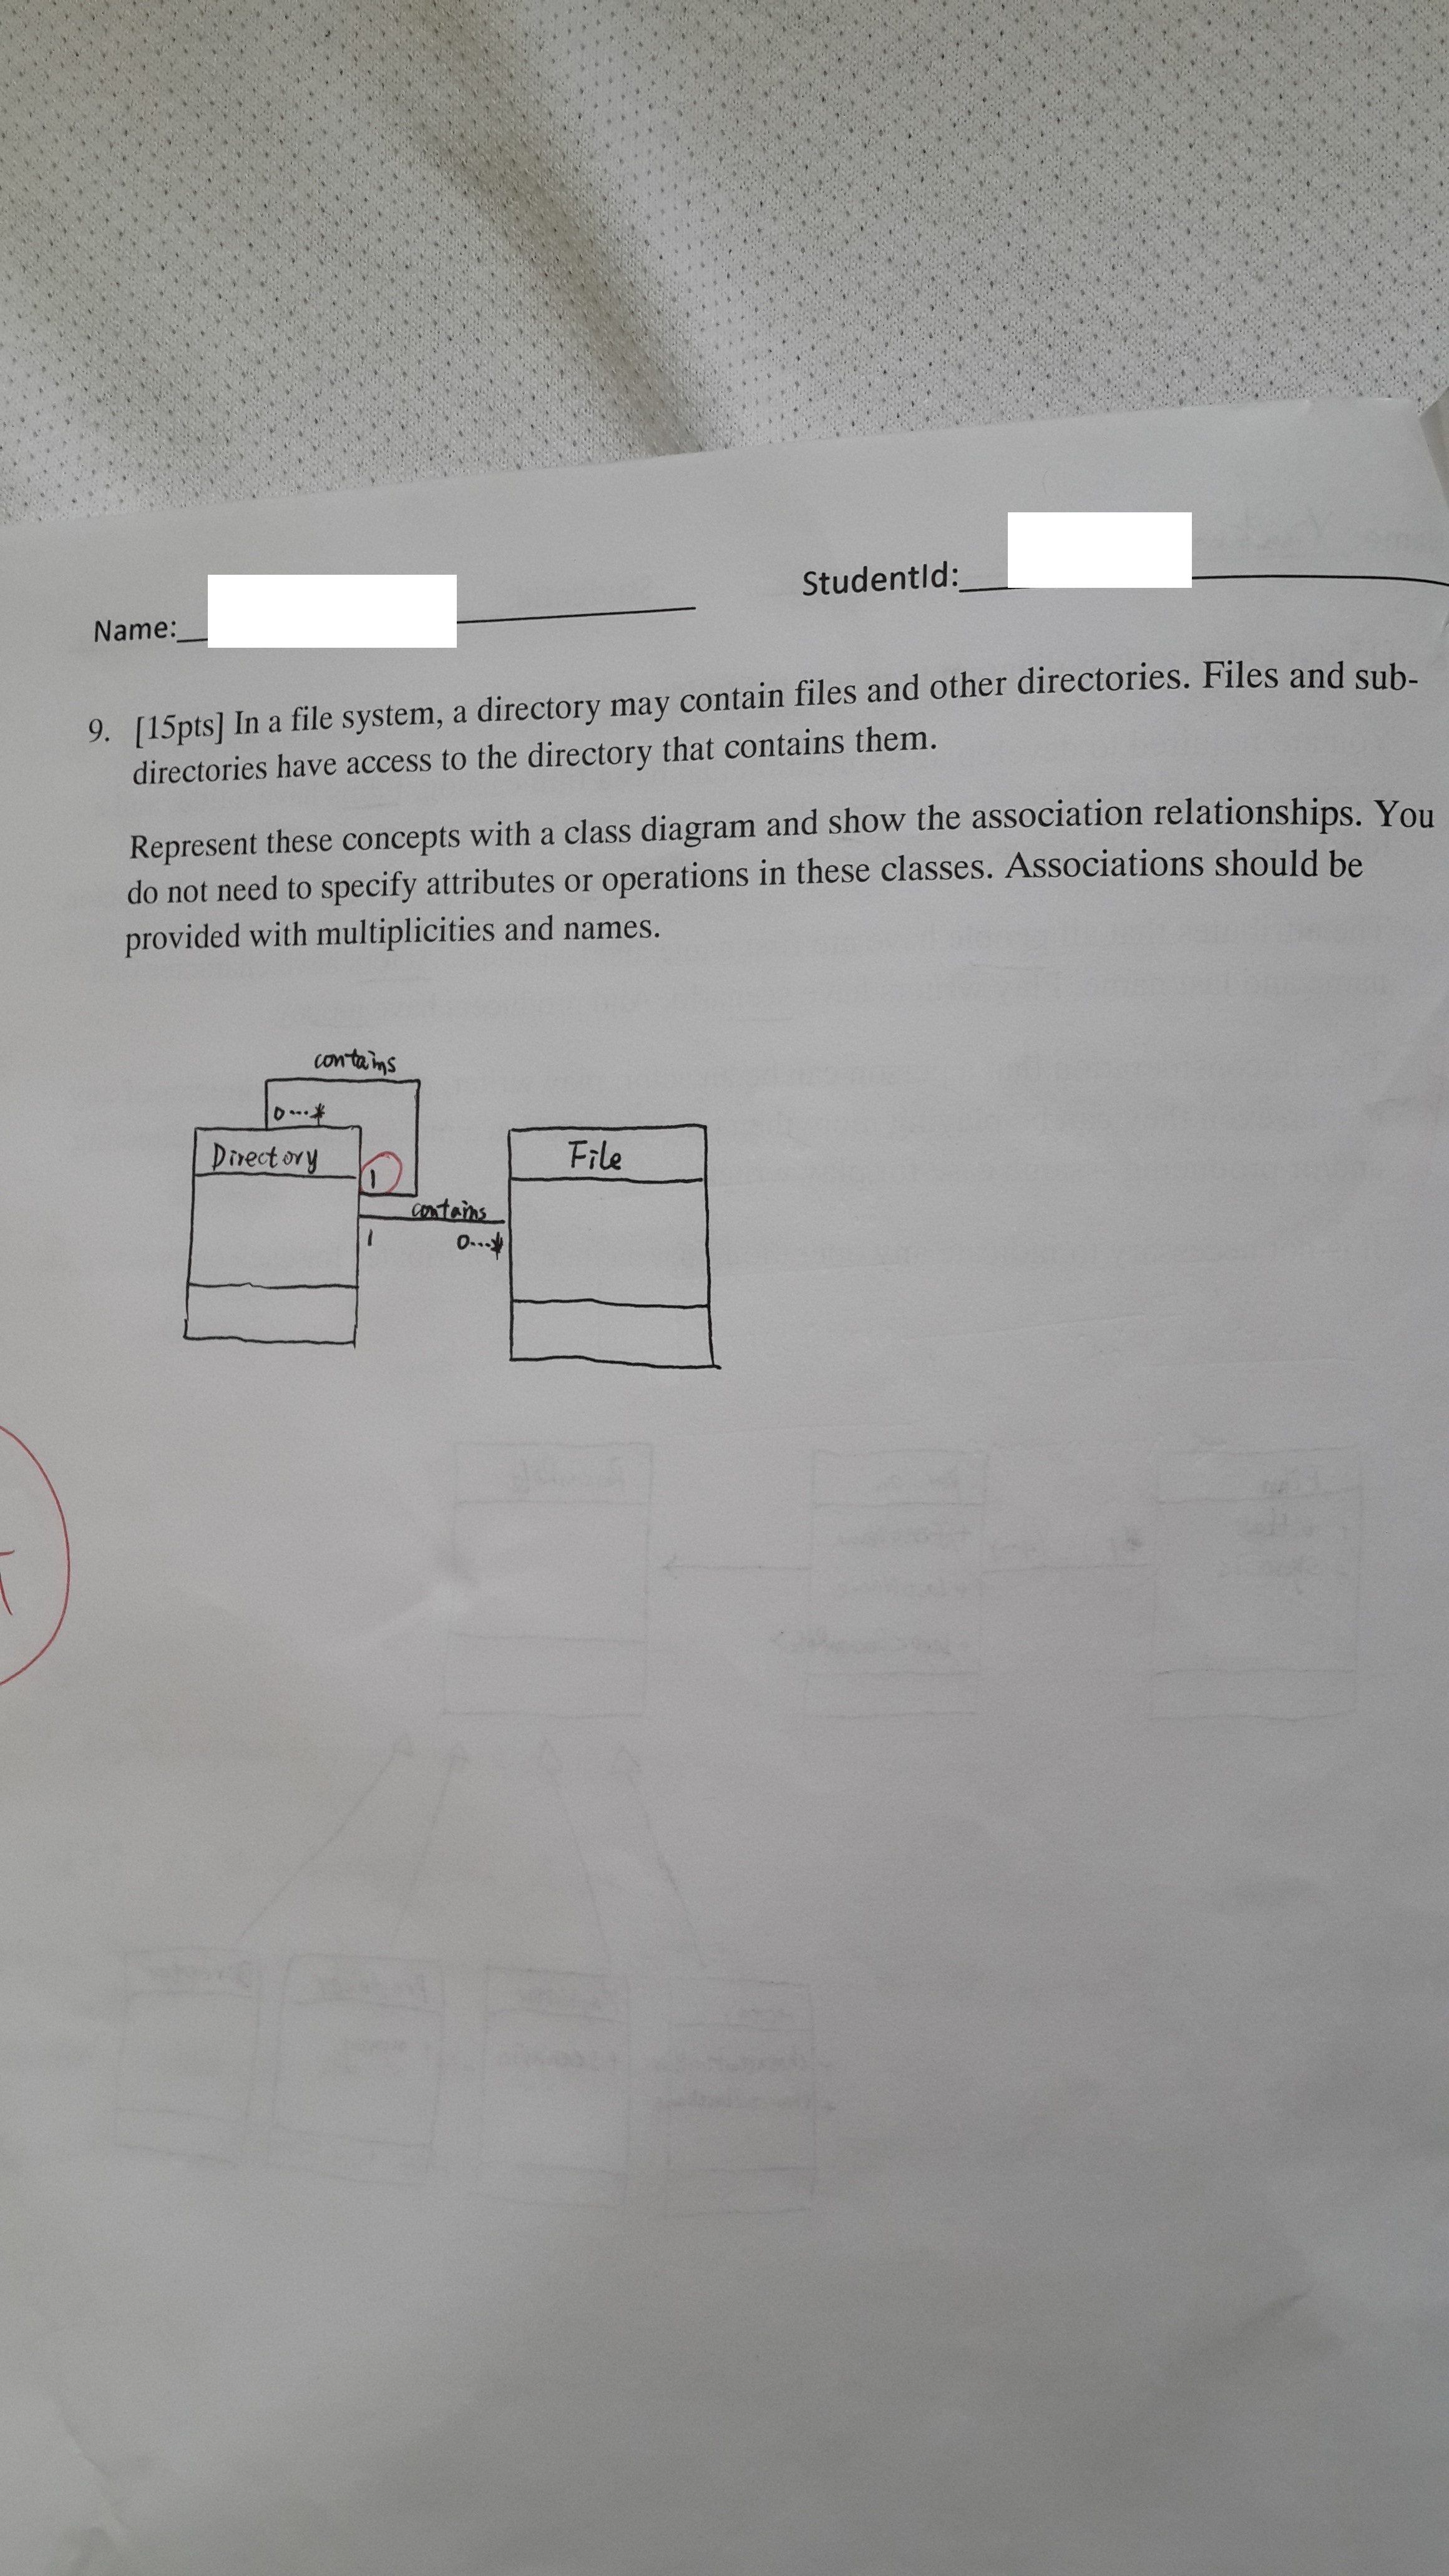 Name:
StudentId:
9. [15pts] In a file system, a directory may contain files and other directories. Files and sub-
directories have access to the directory that contains them.
Represent these concepts with a class diagram and show the association relationships. You
do not need to specify attributes or operations in these classes. Associations should be
provided with multiplicities and names.
contains
0...*
Directory
1
File
contains
1
0...*